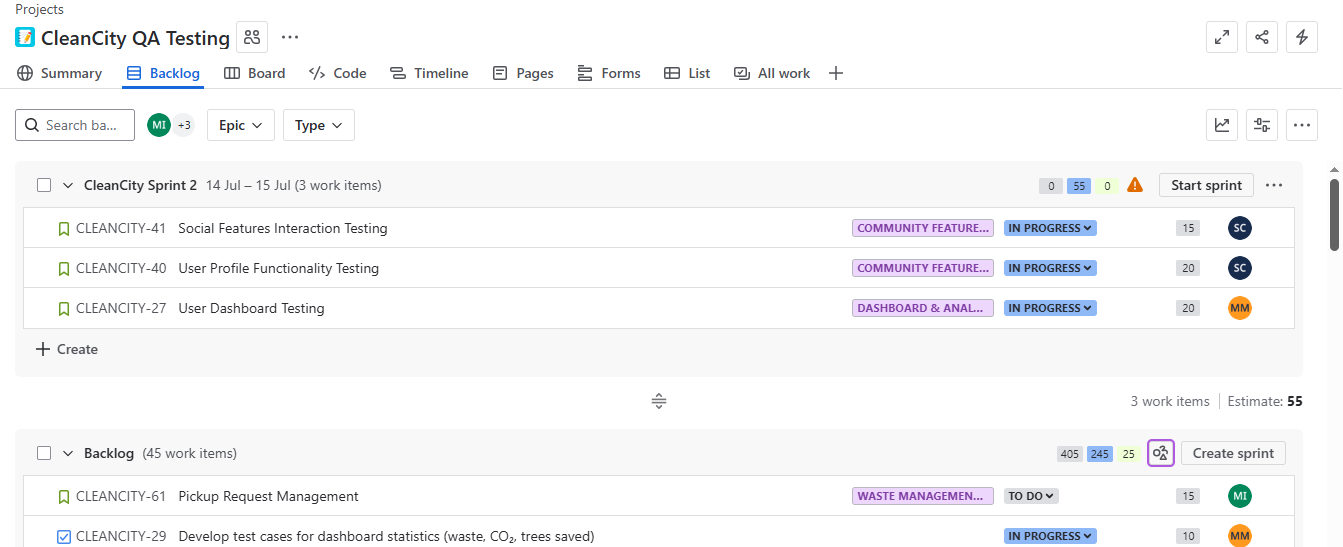 Projects
CleanCity QA Testing
Summary Backlog Board Code Timeline Pages Forms List All work
Search ba... MI +3 Epic Type
CleanCity Sprint 2 14 Jul – 15 Jul (3 work items) 0 55 0 Start sprint
CLEANCITY-41 Social Features Interaction Testing COMMUNITY FEATURE... IN PROGRESS 15 SC
CLEANCITY-40 User Profile Functionality Testing COMMUNITY FEATURE... IN PROGRESS 20 SC
CLEANCITY-27 User Dashboard Testing DASHBOARD & ANAL... IN PROGRESS 20 MM
Create
3 work items Estimate: 55
Backlog (45 work items) 405 245 25 Create sprint
CLEANCITY-61 Pickup Request Management WASTE MANAGEMEN... TO DO 15 MI
CLEANCITY-29 Develop test cases for dashboard statistics (waste, CO₂, trees saved) IN PROGRESS 10 MM